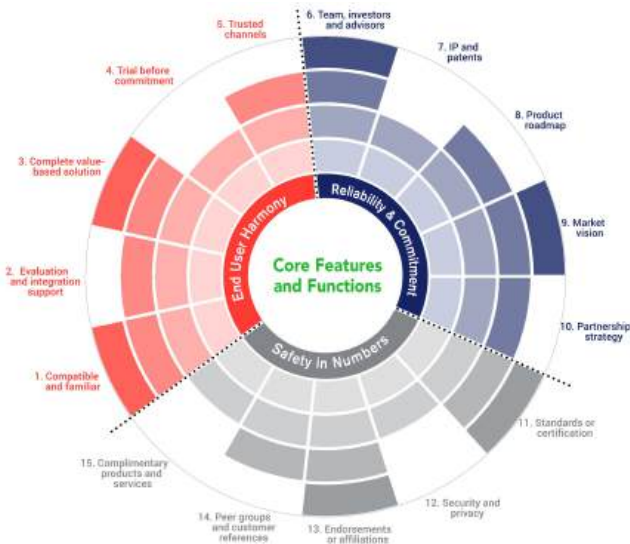 5. Trusted
channels
6. Team, investors
and advisors
7. IP and
patents
4. Trial before
commitment
8. Product
roadmap
3. Complete value-
based solution
9. Market
vision
2. Evaluation
and integration
support
10. Partnership
strategy
1. Compatible
and familiar
11. Standards or
certification
15. Complimentary
products and
services
12. Security and
privacy
14. Peer groups
and customer
references
13. Endorsements
or affiliations
End User Harmony
Reliability & Commitment
Safety in Numbers
Core Features
and Functions